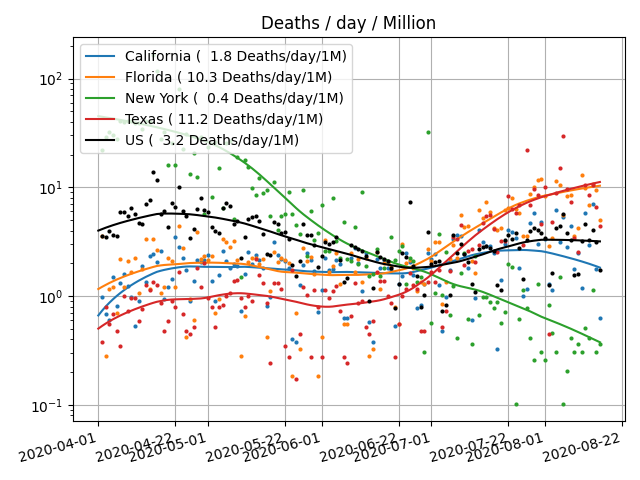 Deaths / day / Million
California (  1.8 Deaths/day/1M)
Florida ( 10.3 Deaths/day/1M)
New York (  0.4 Deaths/day/1M)
Texas ( 11.2 Deaths/day/1M)
US (  3.2 Deaths/day/1M)
10²
10¹
10⁰
10⁻¹
2020-04-01
2020-04-22
2020-05-01
2020-05-22
2020-06-01
2020-06-22
2020-07-01
2020-07-22
2020-08-01
2020-08-22